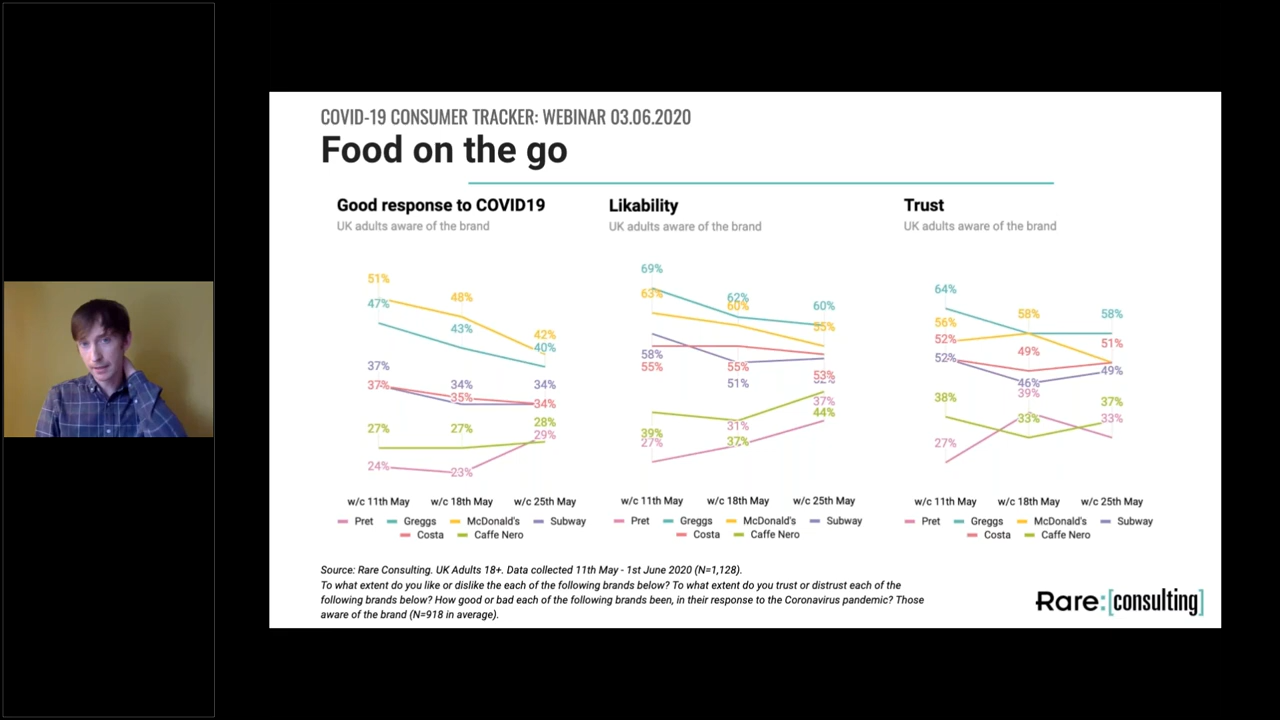 COVID-19 CONSUMER TRACKER: WEBINAR 03.06.2020
Food on the go
Good response to COVID19
UK adults aware of the brand
51%
47%
48%
43%
42%
40%
37%
37%
34%
35%
34%
34%
27%
27%
28%
29%
24%
23%
w/c 11th May w/c 18th May w/c 25th May
Pret Greggs McDonald's Subway
Costa Caffe Nero
Likability
UK adults aware of the brand
69%
63%
62%
60%
60%
55%
58%
55%
55%
51%
53%
52%
39%
27%
31%
37%
37%
44%
w/c 11th May w/c 18th May w/c 25th May
Pret Greggs McDonald's Subway
Costa Caffe Nero
Trust
UK adults aware of the brand
64%
56%
52%
52%
58%
49%
46%
39%
58%
51%
49%
38%
33%
37%
33%
27%
w/c 11th May w/c 18th May w/c 25th May
Pret Greggs McDonald's Subway
Costa Caffe Nero
Source: Rare Consulting. UK Adults 18+. Data collected 11th May - 1st June 2020 (N=1,128).
To what extent do you like or dislike the each of the following brands below? To what extent do you trust or distrust each of the
following brands below? How good or bad each of the following brands been, in their response to the Coronavirus pandemic? Those
aware of the brand (N=918 in average).
Rare:[consulting]